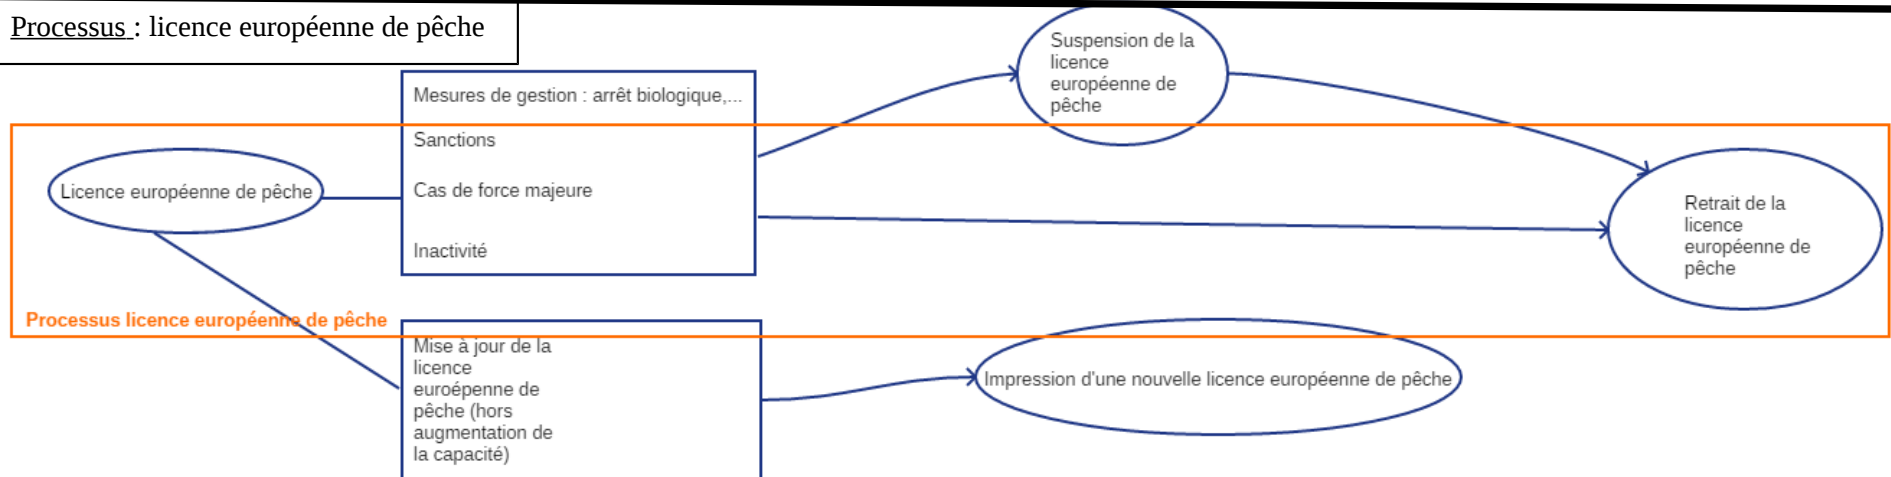 Processus : licence européenne de pêche
Suspension de la
licence
européenne de
pêche
Mesures de gestion : arrêt biologique,...
Sanctions
Cas de force majeure
Inactivité
Licence européenne de pêche
Retrait de la
licence
européenne de
pêche
Processus licence européenne de pêche
Mise à jour de la
licence
euroépenne de
pêche (hors
augmentation de
la capacité)
Impression d'une nouvelle licence européenne de pêche